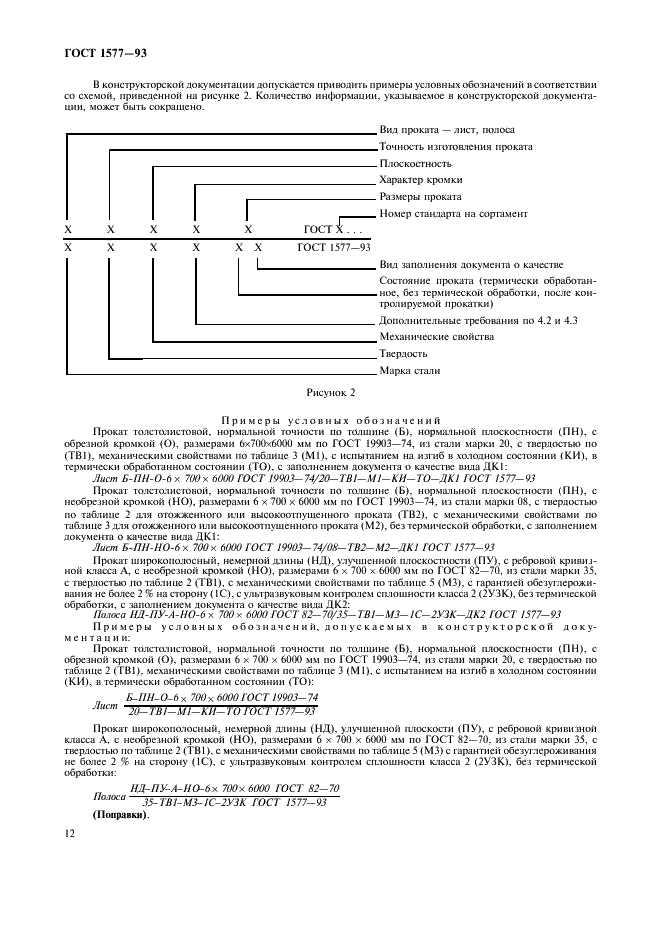 ГОСТ 1577—93
В конструкторской документации допускается приводить примеры условных обозначений в соответствии
со схемой, приведенной на рисунке 2. Количество информации, указываемое в конструкторской документа-
ции, может быть сокращено.
Вид проката — лист, полоса
Точность изготовления проката
Плоскостность
Характер кромки
Размеры проката
Номер стандарта на сортамент
X X X X X ГОСТ X . . .
X X X X X X ГОСТ 1577—93
Вид заполнения документа о качестве
Состояние проката (термически обработан-
ное, без термической обработки, после кон-
тролируемой прокатки)
Дополнительные требования по 4.2 и 4.3
Механические свойства
Твердость
Марка стали
Рисунок 2
Примеры условных обозначений
Прокат толстолистовой, нормальной точности по толщине (Б), нормальной плоскостности (ПН), с
обрезной кромкой (О), размерами 6×700×6000 мм по ГОСТ 19903—74, из стали марки 20, с твердостью по
(ТВ1), механическими свойствами по таблице 3 (М1), с испытанием на изгиб в холодном состоянии (КИ), в
термически обработанном состоянии (ТО), с заполнением документа о качестве вида ДК1:
Лист Б-ПН-О-6 × 700 × 6000 ГОСТ 19903—74/20—ТВ1—М1—КИ—ТО—ДК1 ГОСТ 1577—93
Прокат толстолистовой, нормальной точности по толщине (Б), нормальной плоскостности (ПН), с
необрезной кромкой (НО), размерами 6 × 700 × 6000 мм по ГОСТ 19903—74, из стали марки 08, с твердостью
по таблице 2 для отожженного или высокоотпущенного проката (ТВ2), с механическими свойствами по
таблице 3 для отожженного или высокоотпущенного проката (М2), без термической обработки, с заполнением
документа о качестве вида ДК1:
Лист Б-ПН-НО-6 × 700 × 6000 ГОСТ 19903—74/08—ТВ2—М2—ДК1 ГОСТ 1577—93
Прокат широкополосный, немерной длины (НД), улучшенной плоскостности (ПУ), с ребровой кривиз-
ной класса А, с необрезной кромкой (НО), размерами 6 × 700 × 6000 мм по ГОСТ 82—70, из стали марки 35,
с твердостью по таблице 2 (ТВ1), с механическими свойствами по таблице 5 (М3), с гарантией обезуглерожи-
вания не более 2 % на сторону (1С), с ультразвуковым контролем сплошности класса 2 (2УЗК), без термической
обработки, с заполнением документа о качестве вида ДК2:
Полоса НД-ПУ-А-НО-6 × 700 × 6000 ГОСТ 82—70/35—ТВ1—М3—1С—2УЗК—ДК2 ГОСТ 1577—93
Примеры условных обозначений, допускаемых в конструкторской доку-
ментации:
Прокат толстолистовой, нормальной точности по толщине (Б), нормальной плоскостности (ПН), с
обрезной кромкой (О), размерами 6 × 700 × 6000 мм по ГОСТ 19903—74, из стали марки 20, с твердостью по
таблице 2 (ТВ1), механическими свойствами по таблице 3 (М1), с испытанием на изгиб в холодном состоянии
(КИ), в термически обработанном состоянии (ТО):
Б–ПН–О–6 × 700 × 6000 ГОСТ 19903—74
Лист
20—ТВ1—М1—КИ—ТО ГОСТ 1577—93
Прокат широкополосный, немерной длины (НД), улучшенной плоскости (ПУ), с ребровой кривизной
класса А, с необрезной кромкой (НО), размерами 6 × 700 × 6000 мм по ГОСТ 82—70, из стали марки 35, с
твердостью по таблице 2 (ТВ1), с механическими свойствами по таблице 5 (М3) с гарантией обезуглероживания
не более 2 % на сторону (1С), с ультразвуковым контролем сплошности класса 2 (2УЗК), без термической
обработки:
НД–ПУ–А–НО–6 × 700 × 6000 ГОСТ 82—70
Полоса
35–ТВ1–М3–1С–2УЗК ГОСТ 1577—93
(Поправки).
12